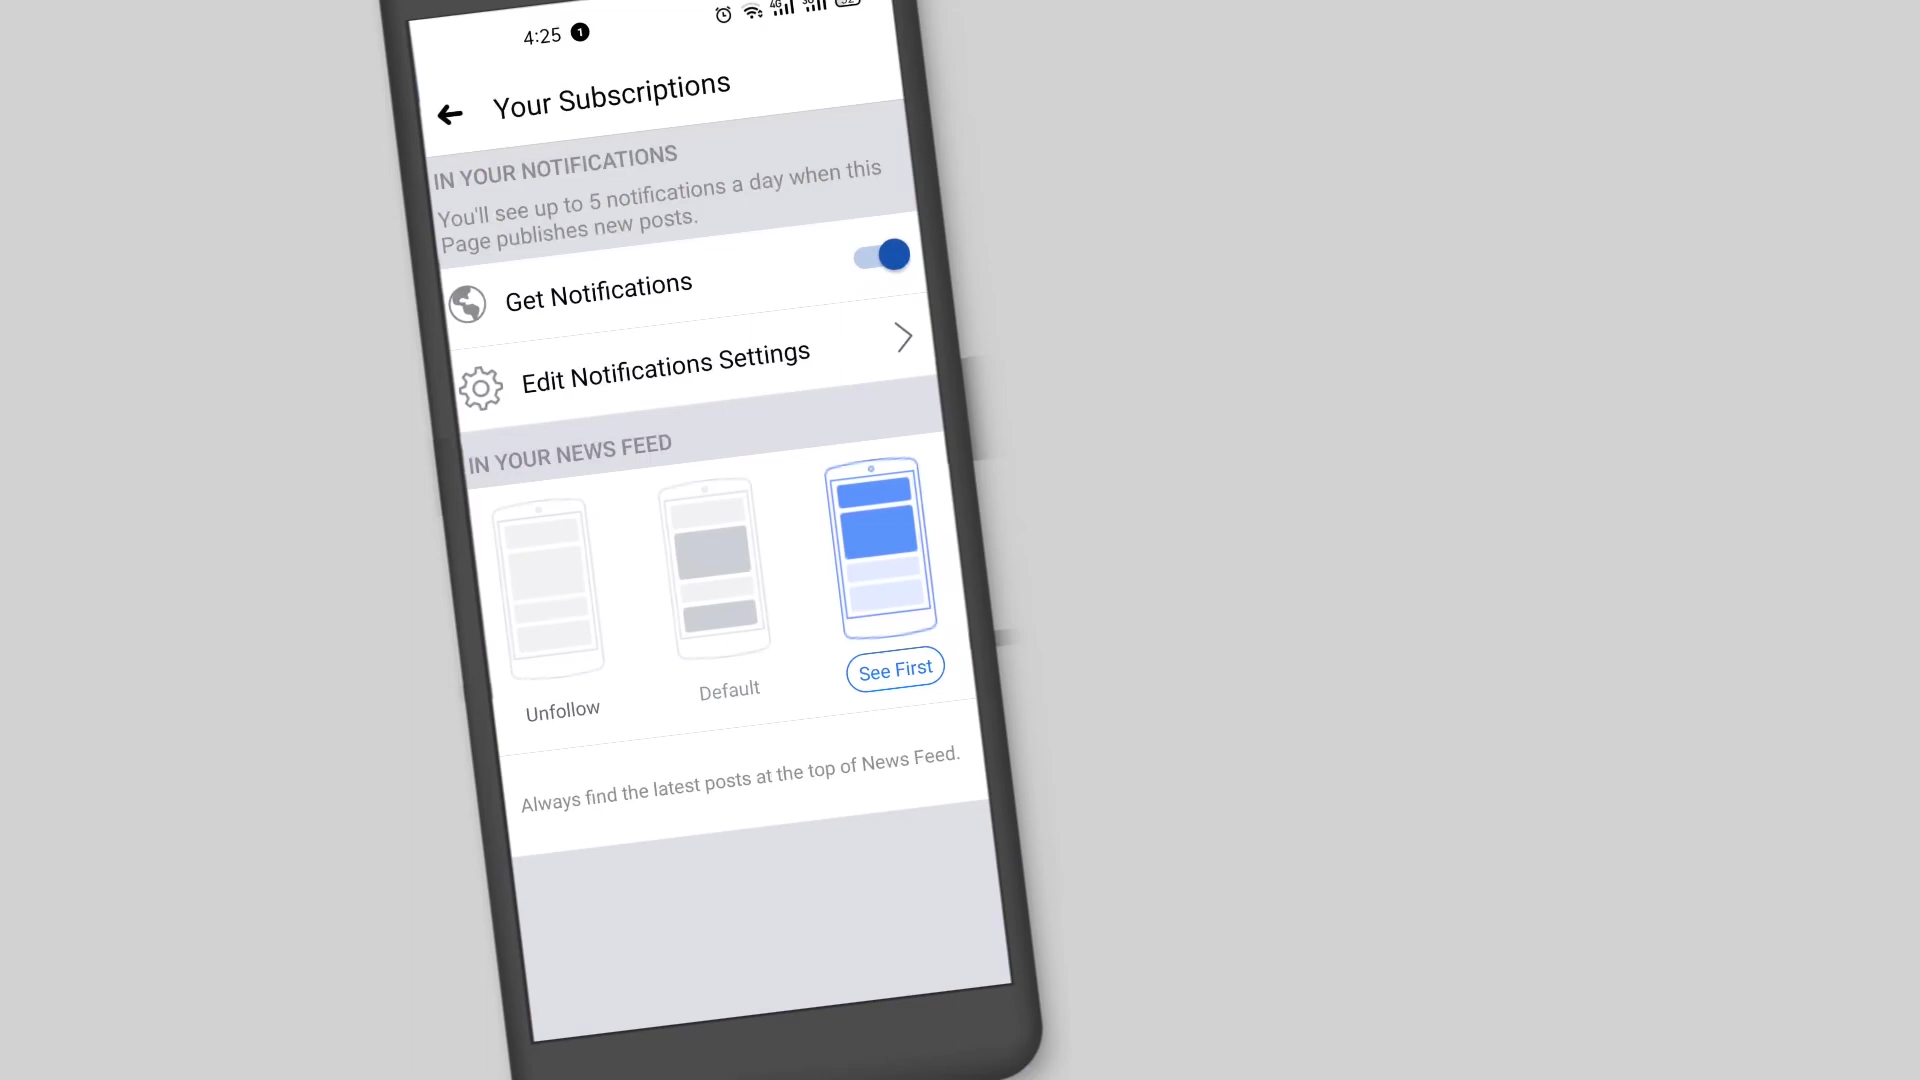 4:25 1
4G
Your Subscriptions
IN YOUR NOTIFICATIONS
You'll see up to 5 notifications a day when this
Page publishes new posts.
Get Notifications
Edit Notifications Settings
IN YOUR NEWS FEED
Unfollow
Default
See First
Always find the latest posts at the top of News Feed.